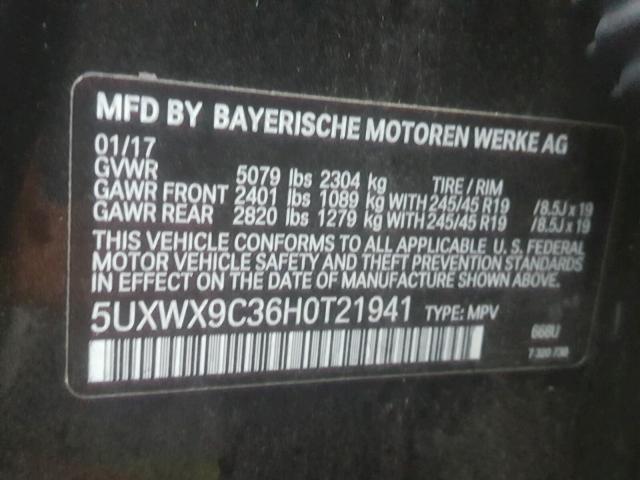 MFD BY BAYERISCHE MOTOREN WERKE AG
01/17
GVWR 5079 lbs 2304 kg TIRE / RIM
GAWR FRONT 2401 lbs 1089 kg WITH 245/45 R19 /8.5J x 19
GAWR REAR 2820 lbs 1279 kg WITH 245/45 R19 /8.5J x 19
THIS VEHICLE CONFORMS TO ALL APPLICABLE U. S. FEDERAL
MOTOR VEHICLE SAFETY AND THEFT PREVENTION STANDARDS
IN EFFECT ON THE DATE OF MANUFACTURE SHOWN ABOVE.
5UXWX9C36H0T21941 TYPE: MPV
668U